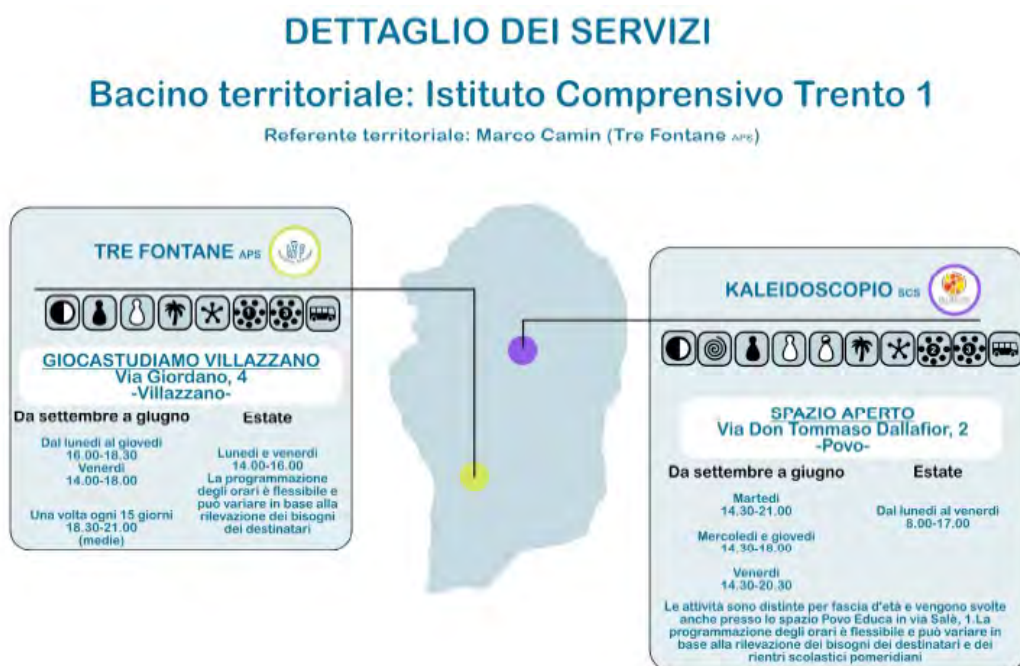 DETTAGLIO DEI SERVIZI
Bacino territoriale: Istituto Comprensivo Trento 1
Referente territoriale: Marco Camin (Tre Fontane APS)
TRE FONTANE APS
GIOCASTUDIAMO VILLAZZANO
Via Giordano, 4
-Villazzano-
Da settembre a giugno
Dal lunedì al giovedì
16.00-18.30
Venerdì
14.00-18.00
Una volta ogni 15 giorni
18.30-21.00
(medie)
Estate
Lunedì e venerdì
14.00-16.00
La programmazione
degli orari è flessibile e
può variare in base alla
rilevazione dei bisogni
dei destinatari
KALEIDOSCOPIO SCS
SPAZIO APERTO
Via Don Tommaso Dallafior, 2
-Povo-
Da settembre a giugno
Martedì
14.30-21.00
Mercoledì e giovedì
14.30-18.00
Venerdì
14.30-20.30
Estate
Dal lunedì al venerdì
8.00-17.00
Le attività sono distinte per fascia d'età e vengono svolte
anche presso lo spazio Povo Educa in via Salè, 1.La
programmazione degli orari è flessibile e può variare in
base alla rilevazione dei bisogni dei destinatari e dei
rientri scolastici pomeridiani